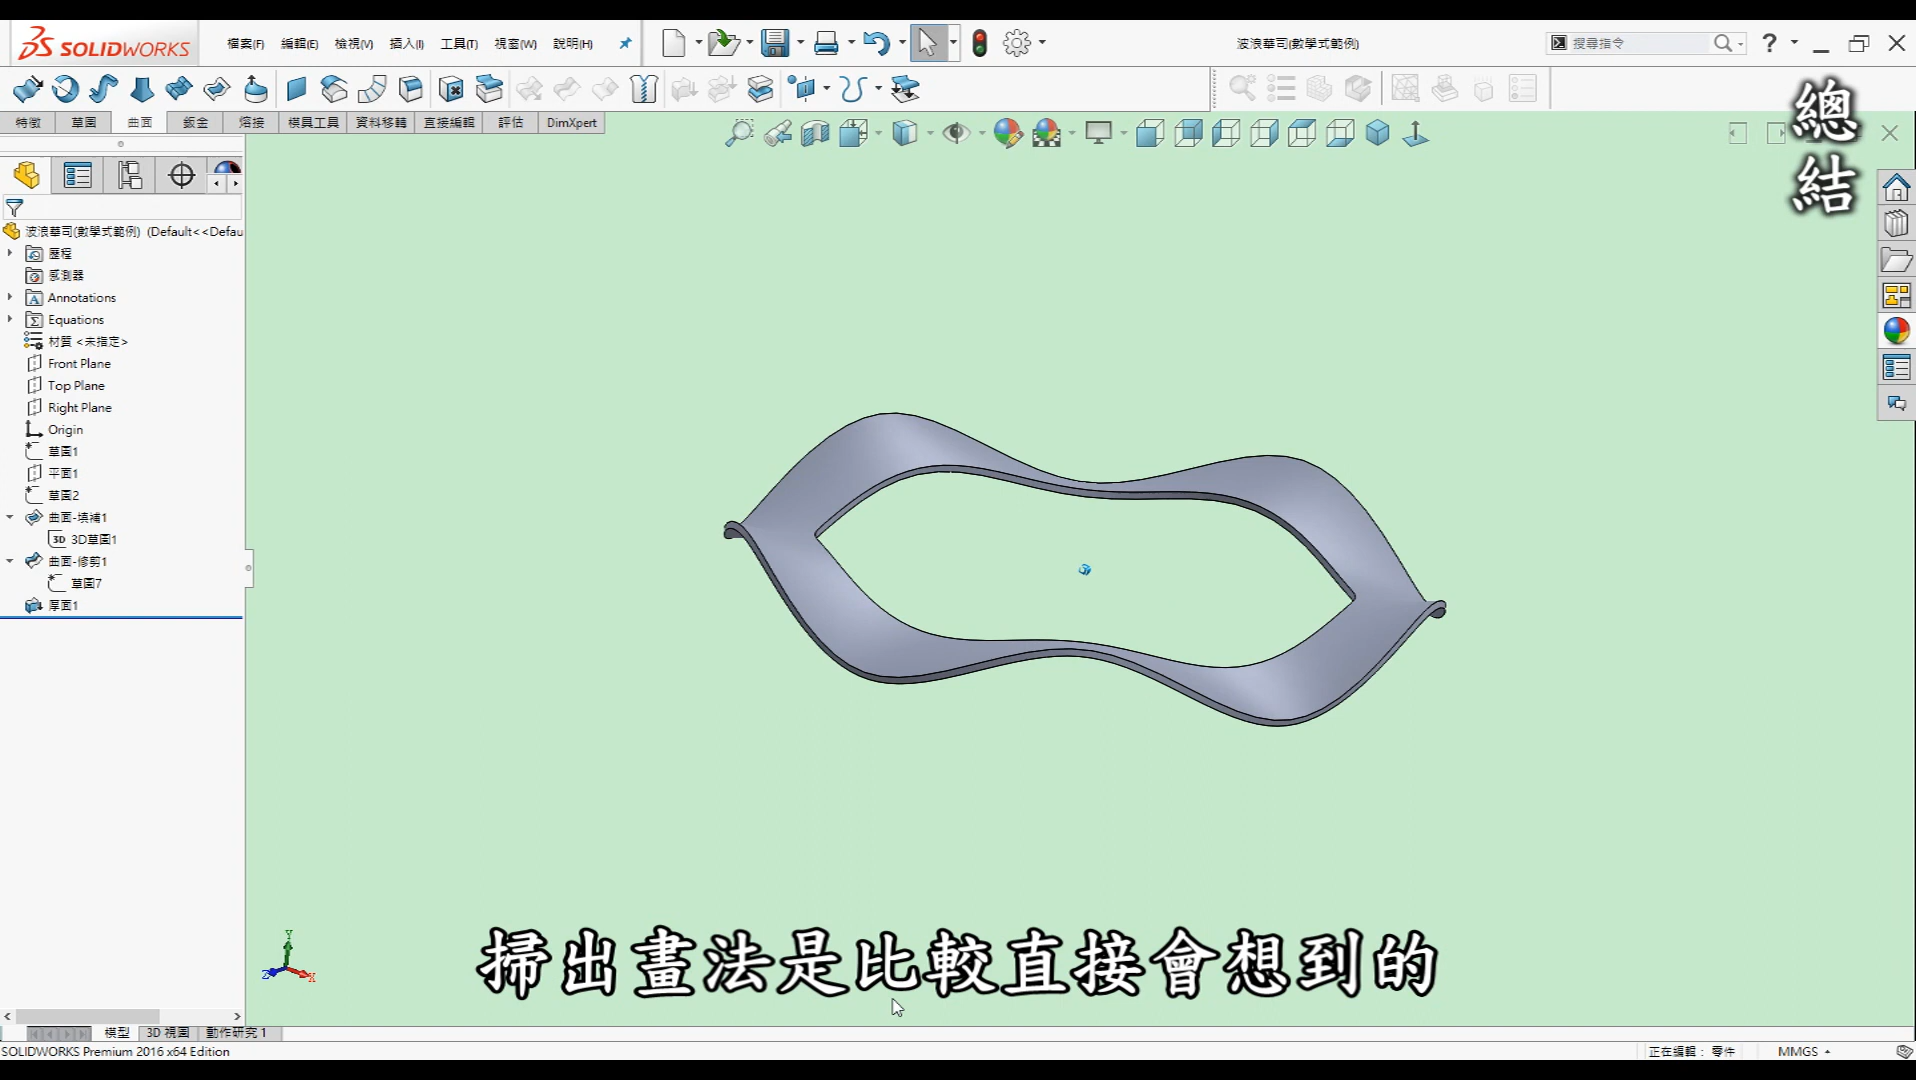 SOLIDWORKS
檔案(F) 編輯(E) 檢視(V) 插入(I) 工具(T) 視窗(W) 說明(H)
波浪華司(數學式範例)
搜尋指令
特徵 草圖 曲面 鈑金 熔接 模具工具 資料移轉 直接編輯 評估 DimXpert
總結
波浪華司(數學式範例) (Default<<Defau
歷程
感測器
Annotations
Equations
材質 <未指定>
Front Plane
Top Plane
Right Plane
Origin
草圖1
平面1
草圖2
曲面-填補1
3D草圖1
曲面-修剪1
草圖7
厚面1
Y
Z
X
掃出畫法是比較直接會想到的
模型 3D 視圖 動作研究 1
SOLIDWORKS Premium 2016 x64 Edition
正在編輯： 零件
MMGS